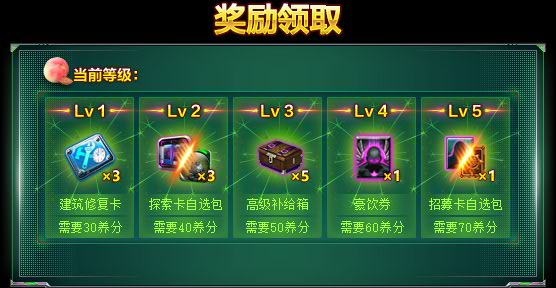 奖励领取
当前等级：
Lv 1 Lv 2 Lv 3 Lv 4 Lv 5
×3 ×3 ×5 ×1 ×1
建筑修复卡 探索卡自选包 高级补给箱 豪饮券 招募卡自选包
需要30养分 需要40养分 需要50养分 需要60养分 需要70养分